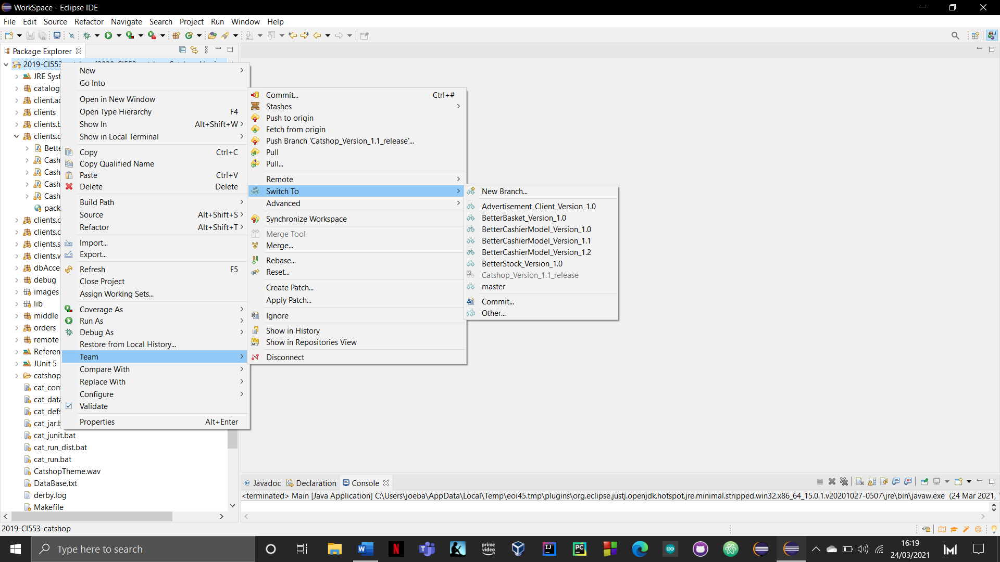 WorkSpace - Eclipse IDE
File Edit Source Refactor Navigate Search Project Run Window Help
Package Explorer
2019-CI553
JRE Syst
catalog
client.ac
clients
clients.b
clients.c
Bette
Cash
Cash
Cash
Cash
pack
clients.c
clients.c
clients.s
clients.w
dbAcce
debug
images
lib
middle
orders
remote
Referen
JUnit 5
catshop
cat_com
cat_data
cat_defs
cat_jar.b
cat_junit.bat
cat_run_dist.bat
cat_run.bat
CatshopTheme.wav
DataBase.txt
derby.log
Makefile
New
Go Into
Open in New Window
Open Type Hierarchy F4
Show In Alt+Shift+W
Show in Local Terminal
Copy Ctrl+C
Copy Qualified Name
Paste Ctrl+V
Delete Delete
Build Path
Source Alt+Shift+S
Refactor Alt+Shift+T
Import...
Export...
Refresh F5
Close Project
Assign Working Sets...
Coverage As
Run As
Debug As
Restore from Local History...
Team
Compare With
Replace With
Configure
Validate
Properties Alt+Enter
Commit... Ctrl+#
Stashes
Push to origin
Fetch from origin
Push Branch 'Catshop_Version_1.1_release'...
Pull
Pull...
Remote
Switch To
Advanced
Synchronize Workspace
Merge Tool
Merge...
Rebase...
Reset...
Create Patch...
Apply Patch...
Ignore
Show in History
Show in Repositories View
Disconnect
New Branch...
Advertisement_Client_Version_1.0
BetterBasket_Version_1.0
BetterCashierModel_Version_1.0
BetterCashierModel_Version_1.1
BetterCashierModel_Version_1.2
BetterStock_Version_1.0
Catshop_Version_1.1_release
master
Commit...
Other...
@ Javadoc Declaration Console
<terminated> Main [Java Application] C:\Users\joeba\AppData\Local\Temp\eoi45.tmp\plugins\org.eclipse.justj.openjdk.hotspot.jre.minimal.stripped.win32.x86_64_15.0.1.v20201027-0507\jre\bin\javaw.exe (24 Mar 2021,
2019-CI553-catshop
Type here to search
prime video
16:19
24/03/2021